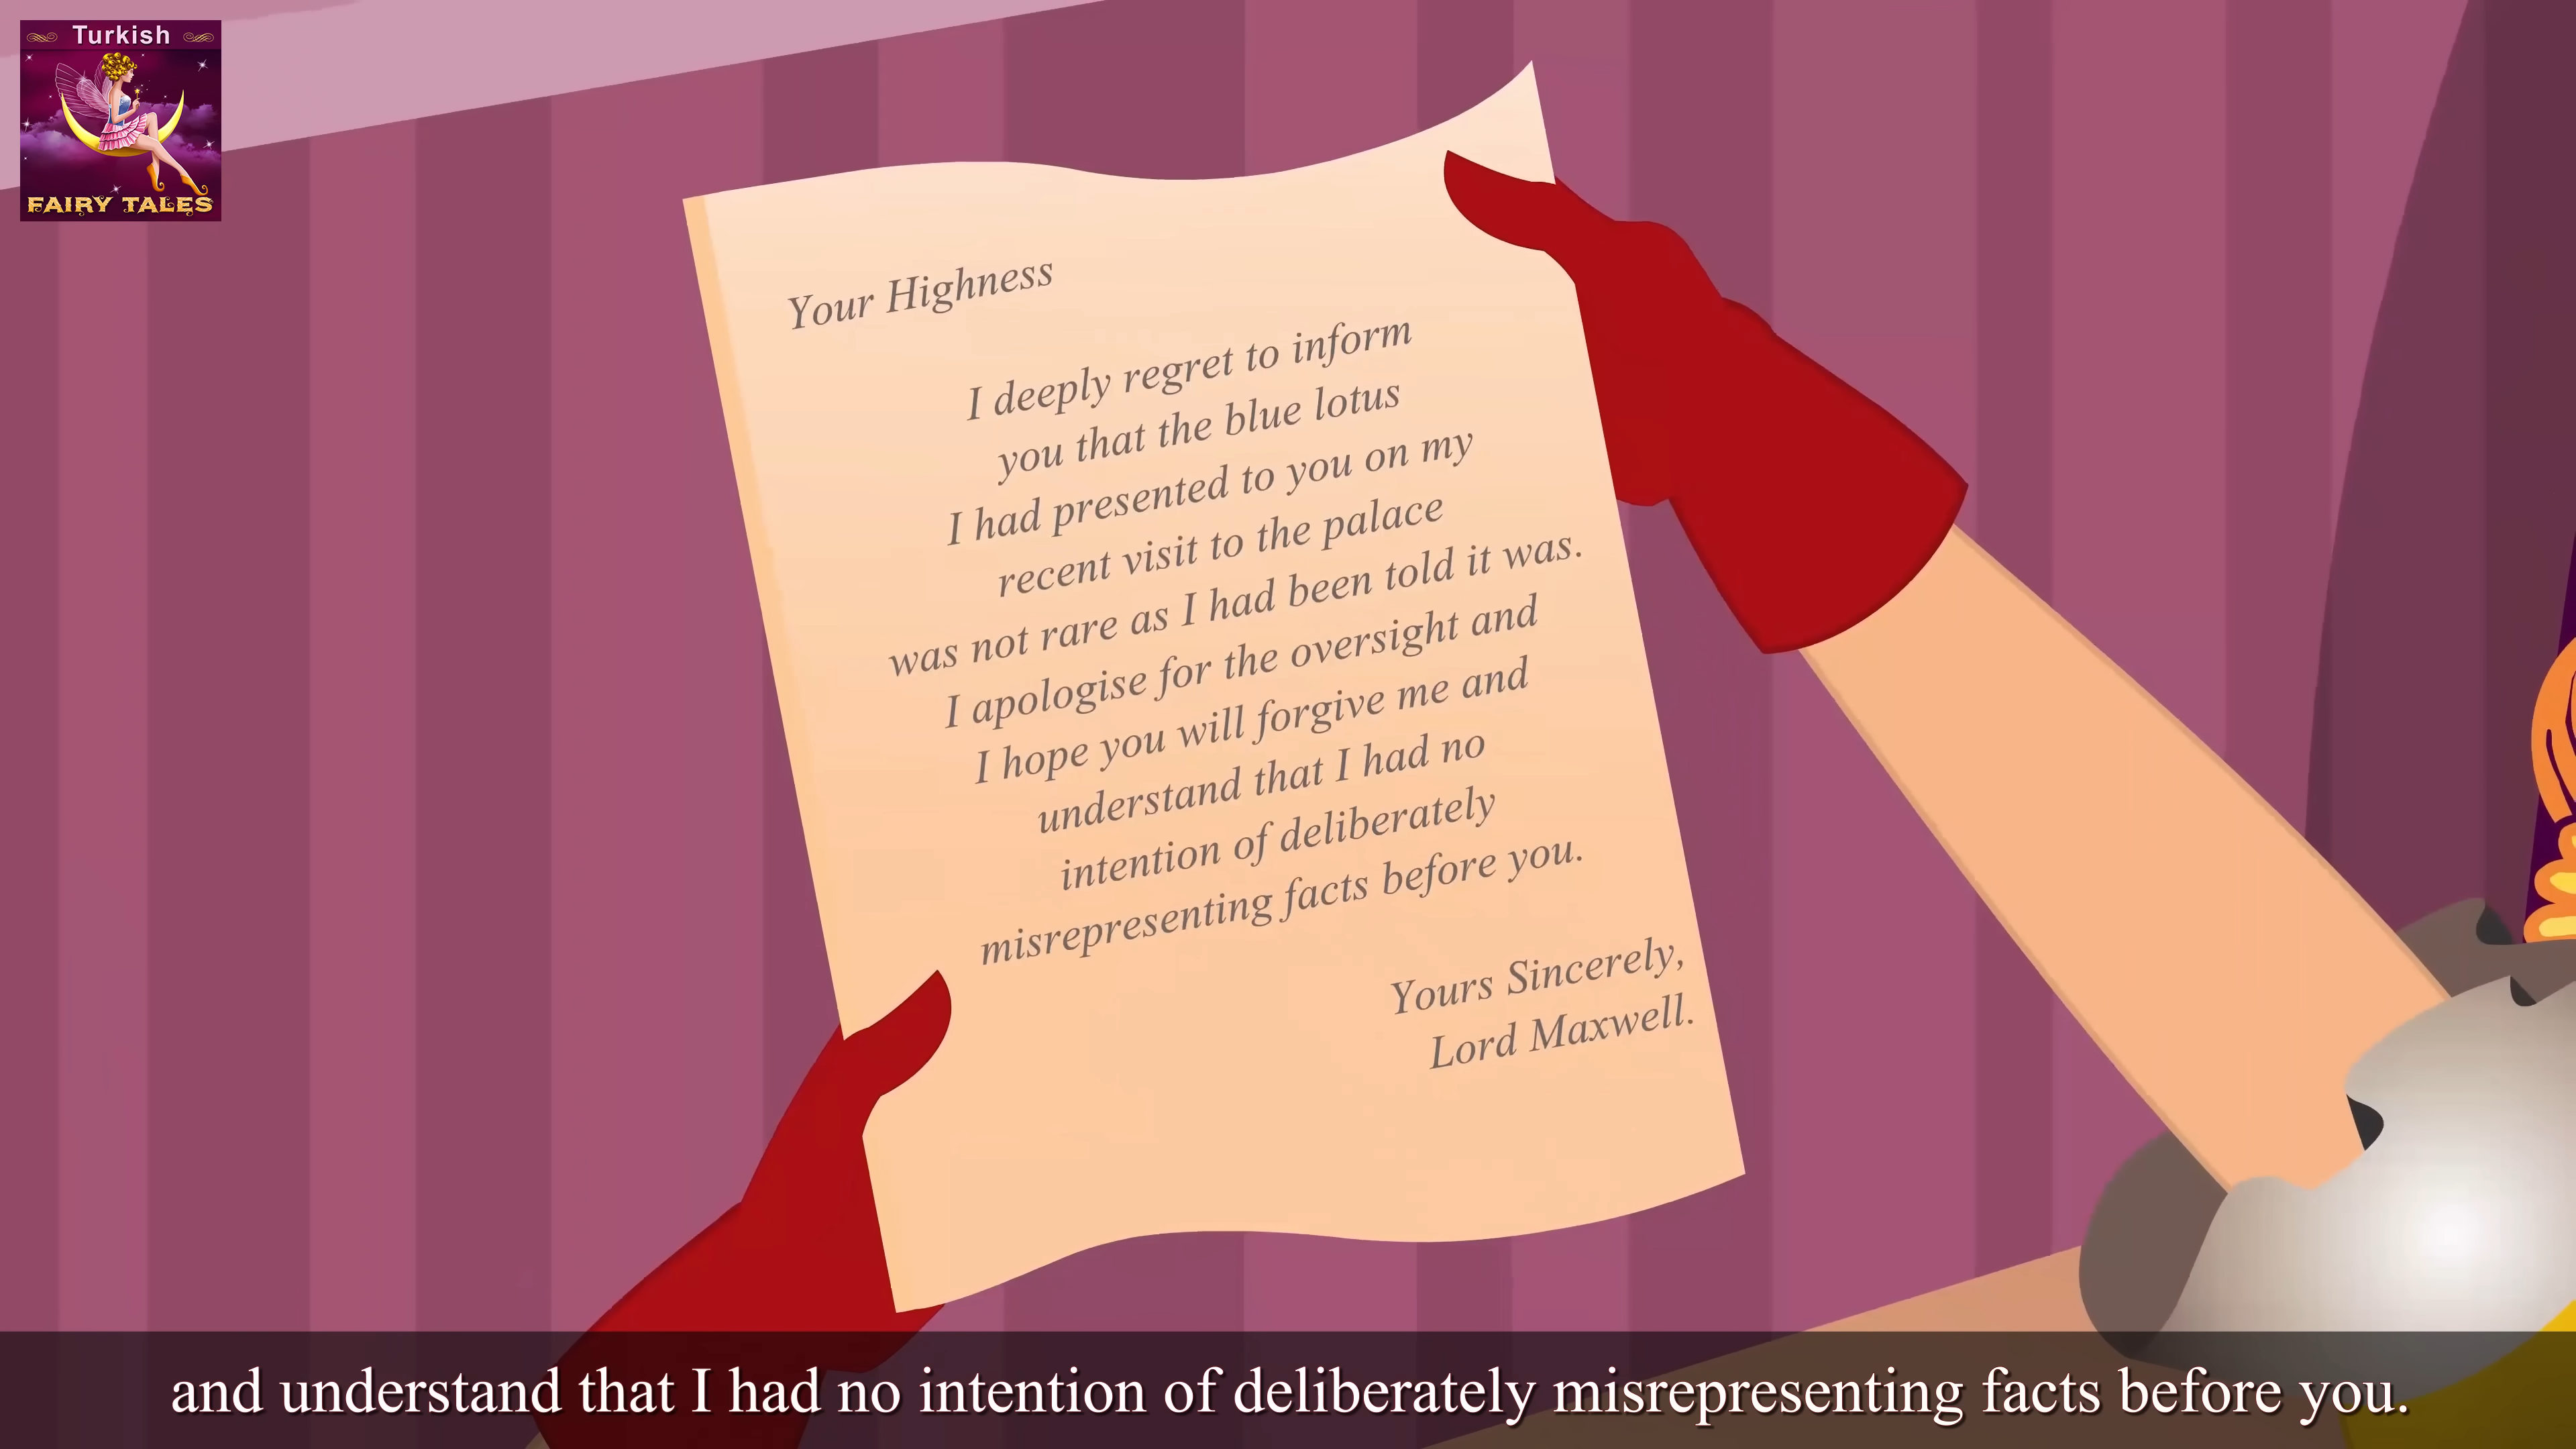 Turkish
FAIRY TALES
Your Highness
I deeply regret to inform
you that the blue lotus
I had presented to you on my
recent visit to the palace
was not rare as I had been told it was.
I apologise for the oversight and
I hope you will forgive me and
understand that I had no
intention of deliberately
misrepresenting facts before you.
Yours Sincerely,
Lord Maxwell.
and understand that I had no intention of deliberately misrepresenting facts before you.